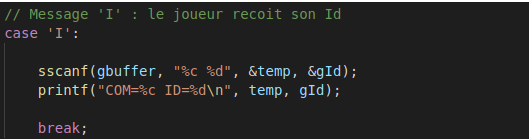 // Message 'I' : le joueur recoit son Id
case 'I':
sscanf(gbuffer, "%c %d", &temp, &gId);
printf("COM=%c ID=%d\n", temp, gId);
break;